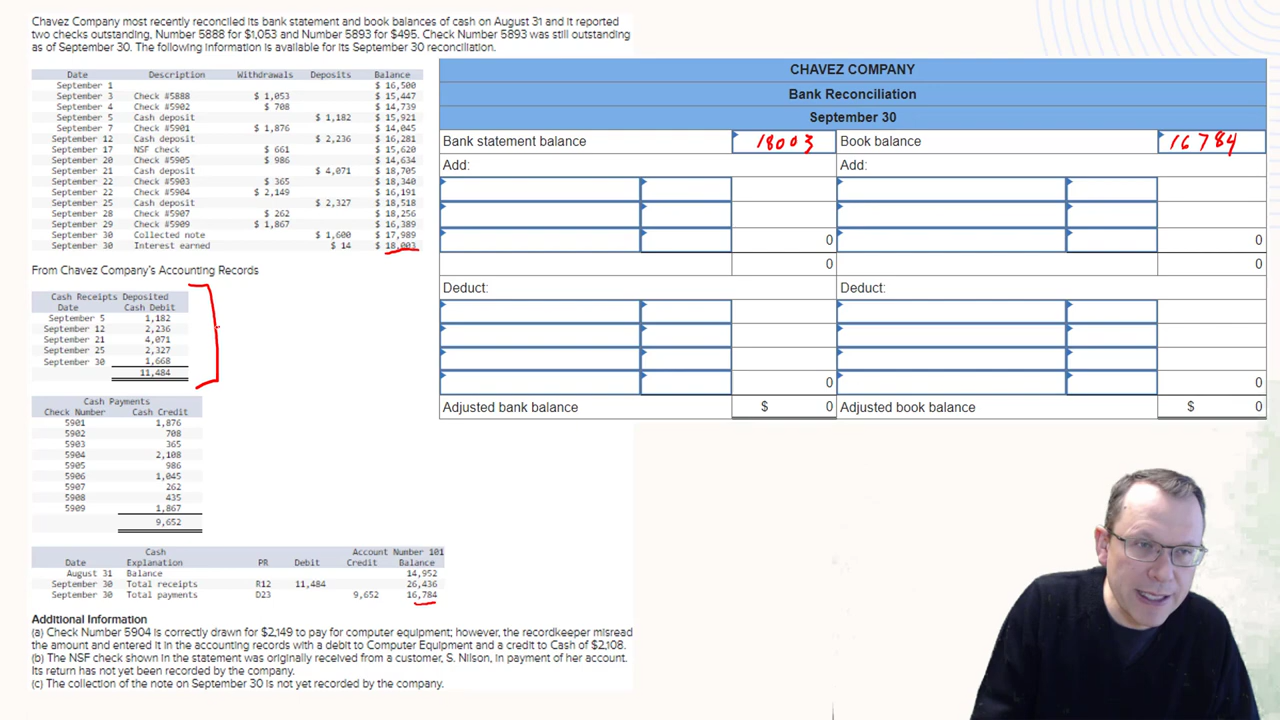 Chavez Company most recently reconciled its bank statement and book balances of cash on August 31 and it reported
two checks outstanding, Number 5888 for $1,053 and Number 5893 for $495. Check Number 5893 was still outstanding
as of September 30. The following information is available for its September 30 reconciliation.
Date Description Withdrawals Deposits Balance
September 1 $ 16,500
September 3 Check #5888 $ 1,053 $ 15,447
September 4 Check #5902 $ 708 $ 14,739
September 5 Cash deposit $ 1,182 $ 15,921
September 7 Check #5901 $ 1,876 $ 14,045
September 12 Cash deposit $ 2,236 $ 16,281
September 17 NSF check $ 661 $ 15,620
September 20 Check #5905 $ 986 $ 14,634
September 21 Cash deposit $ 4,071 $ 18,705
September 22 Check #5903 $ 365 $ 18,340
September 22 Check #5904 $ 2,149 $ 16,191
September 25 Cash deposit $ 2,327 $ 18,518
September 28 Check #5907 $ 262 $ 18,256
September 29 Check #5909 $ 1,867 $ 16,389
September 30 Collected note $ 1,600 $ 17,989
September 30 Interest earned $ 14 $ 18,003
From Chavez Company's Accounting Records
Cash Receipts Deposited
Date Cash Debit
September 5 1,182
September 12 2,236
September 21 4,071
September 25 2,327
September 30 1,668
11,484
Cash Payments
Check Number Cash Credit
5901 1,876
5902 708
5903 365
5904 2,108
5905 986
5906 1,045
5907 262
5908 435
5909 1,867
9,652
Cash Account Number 101
Date Explanation PR Debit Credit Balance
August 31 Balance 14,952
September 30 Total receipts R12 11,484 26,436
September 30 Total payments D23 9,652 16,784
Additional Information
(a) Check Number 5904 is correctly drawn for $2,149 to pay for computer equipment; however, the recordkeeper misread
the amount and entered it in the accounting records with a debit to Computer Equipment and a credit to Cash of $2,108.
(b) The NSF check shown in the statement was originally received from a customer, S. Nilson, in payment of her account.
Its return has not yet been recorded by the company.
(c) The collection of the note on September 30 is not yet recorded by the company.
CHAVEZ COMPANY
Bank Reconciliation
September 30
Bank statement balance 18003 Book balance 16784
Add: Add:
0 0
0 0
Deduct: Deduct:
0 0
Adjusted bank balance $ 0 Adjusted book balance $ 0